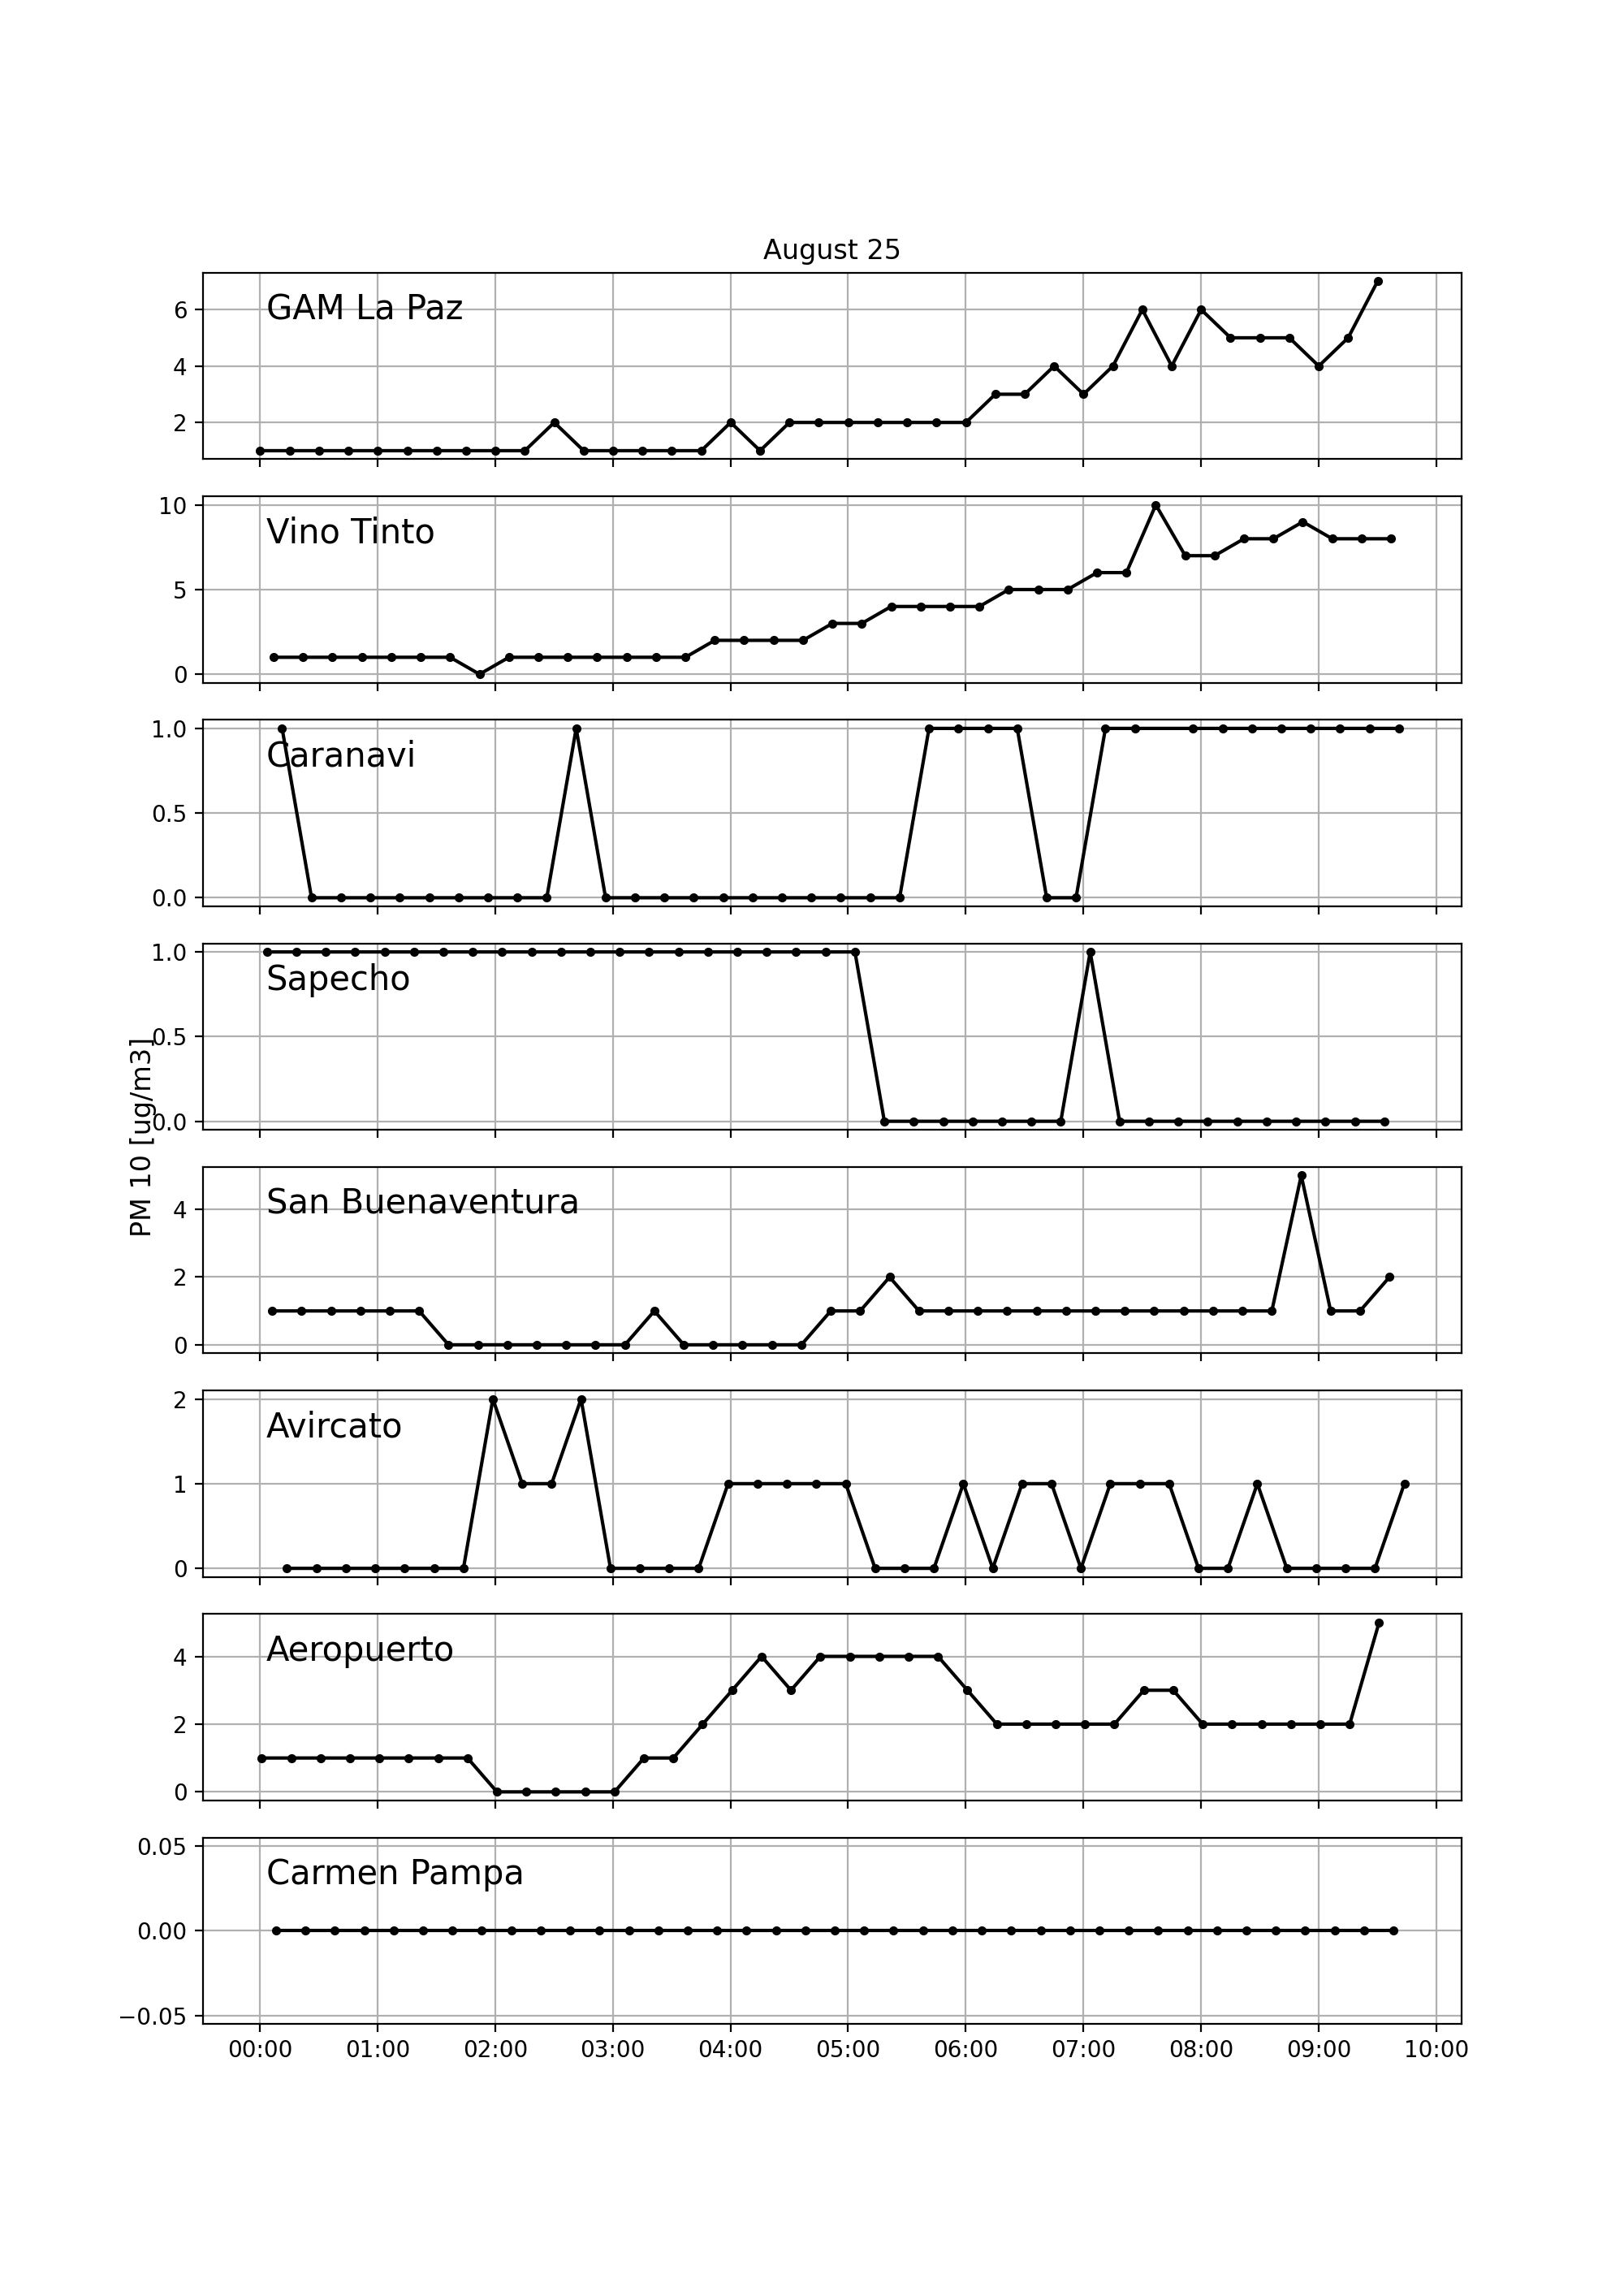 August 25
GAM La Paz
6
4
2
Vino Tinto
10
5
0
Caranavi
1.0
0.5
0.0
Sapecho
1.0
0.5
0.0
PM 10 [ug/m3]
San Buenaventura
4
2
0
Avircato
2
1
0
Aeropuerto
4
2
0
Carmen Pampa
0.05
0.00
−0.05
00:00 01:00 02:00 03:00 04:00 05:00 06:00 07:00 08:00 09:00 10:00